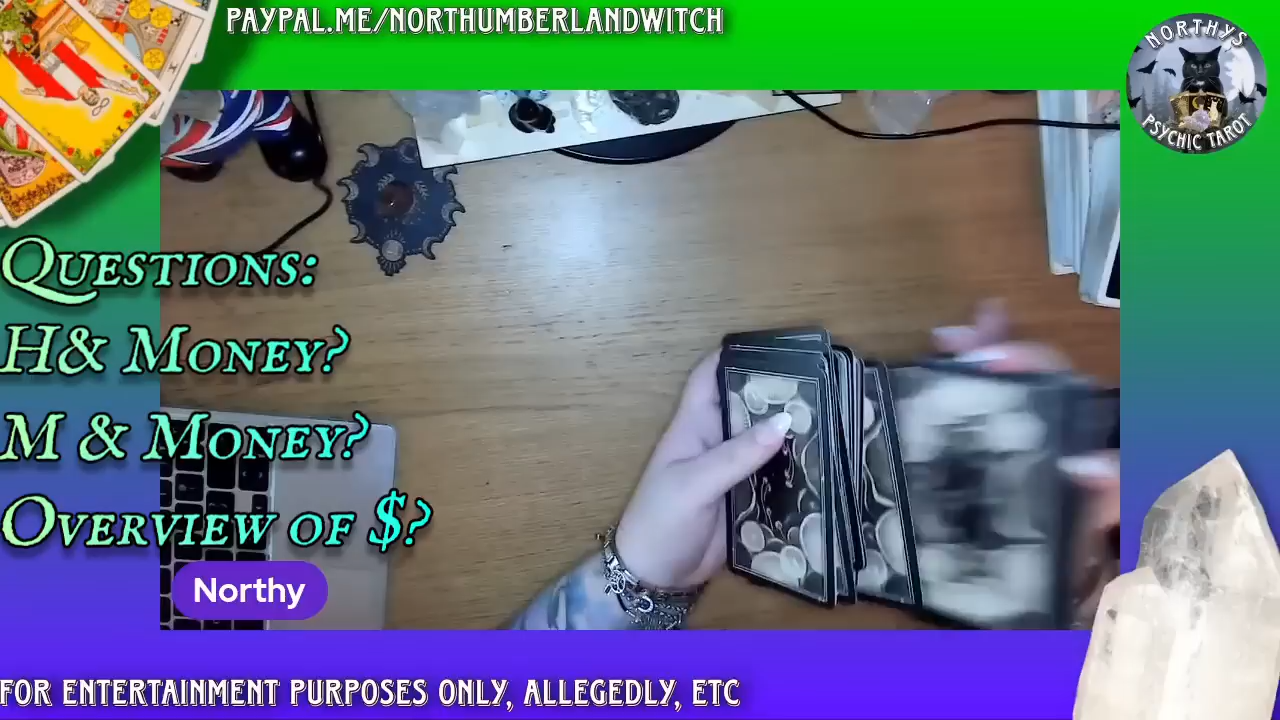 PAYPAL.ME/NORTHUMBERLANDWITCH
NORTHYS
PSYCHIC TAROT
QUESTIONS:
H& MONEY?
M & MONEY?
OVERVIEW OF $?
Northy
FOR ENTERTAINMENT PURPOSES ONLY, ALLEGEDLY, ETC